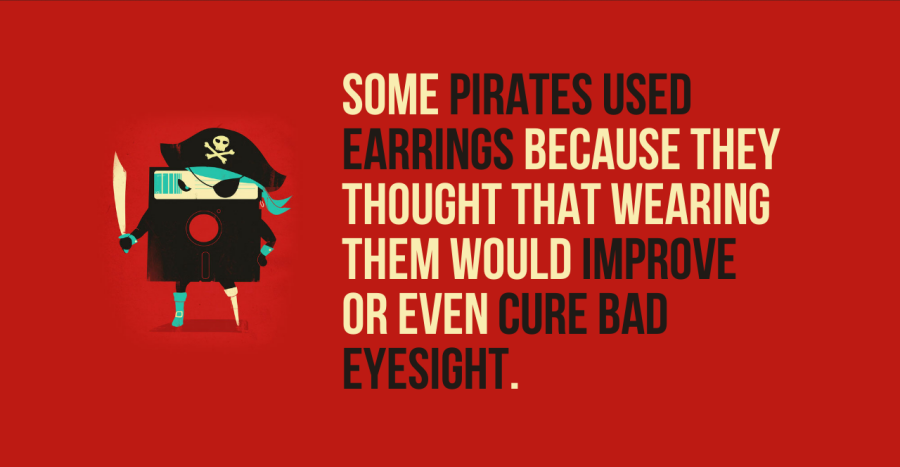 SOME PIRATES USED
EARRINGS BECAUSE THEY
THOUGHT THAT WEARING
THEM WOULD IMPROVE
OR EVEN CURE BAD
EYESIGHT.